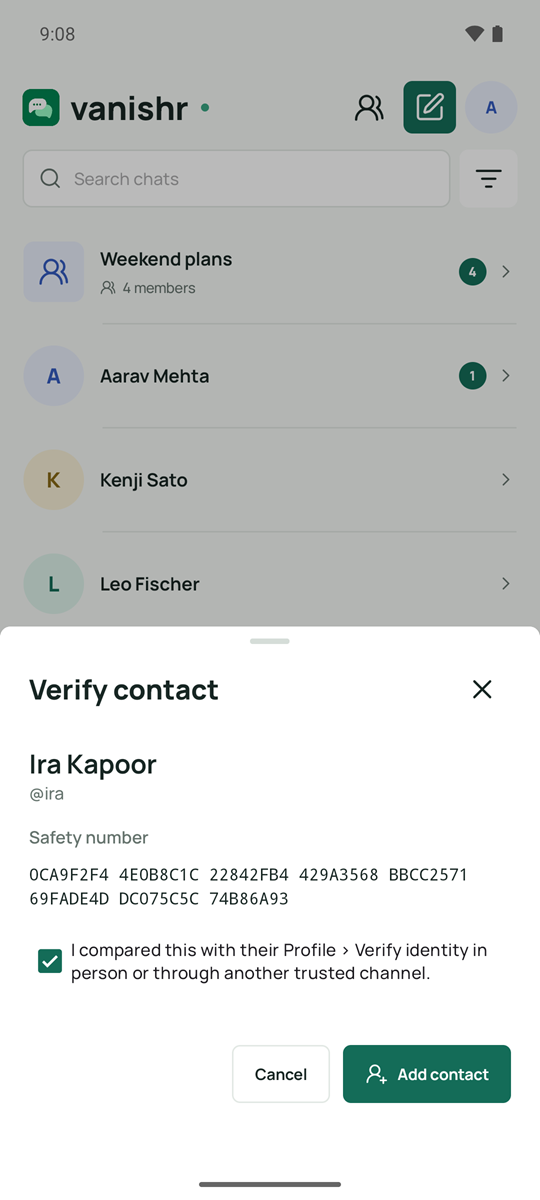 9:08
vanishr
A
Search chats
Weekend plans
4 members
4
A
Aarav Mehta
1
K
Kenji Sato
L
Leo Fischer
Verify contact
Ira Kapoor
@ira
Safety number
0CA9F2F4 4E0B8C1C 22842FB4 429A3568 BBCC2571
69FADE4D DC075C5C 74B86A93
I compared this with their Profile › Verify identity in
person or through another trusted channel.
Cancel
Add contact